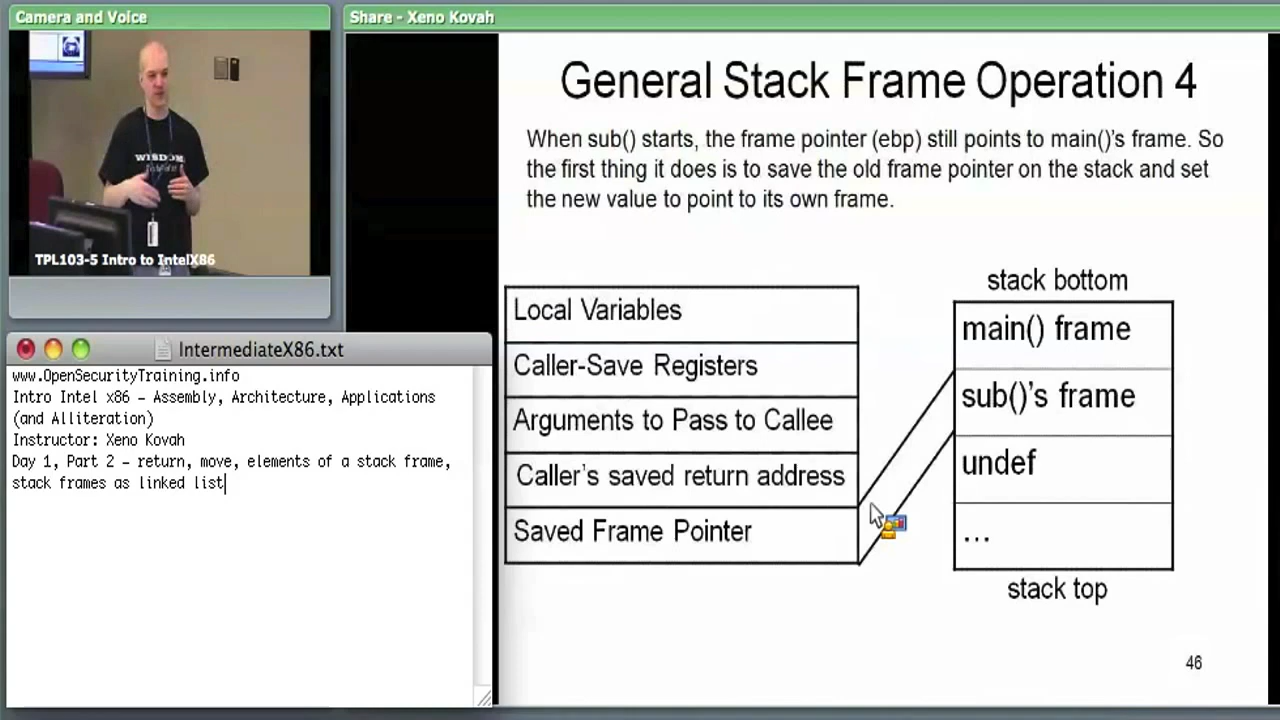 Camera and Voice
Share - Xeno Kovah
WISDOM
TPL103-5 Intro to IntelX86
IntermediateX86.txt
www.OpenSecurityTraining.info
Intro Intel x86 – Assembly, Architecture, Applications
(and Alliteration)
Instructor: Xeno Kovah
Day 1, Part 2 – return, move, elements of a stack frame,
stack frames as linked list
General Stack Frame Operation 4
When sub() starts, the frame pointer (ebp) still points to main()'s frame. So
the first thing it does is to save the old frame pointer on the stack and set
the new value to point to its own frame.
Local Variables
Caller-Save Registers
Arguments to Pass to Callee
Caller's saved return address
Saved Frame Pointer
stack bottom
main() frame
sub()'s frame
undef
…
stack top
46